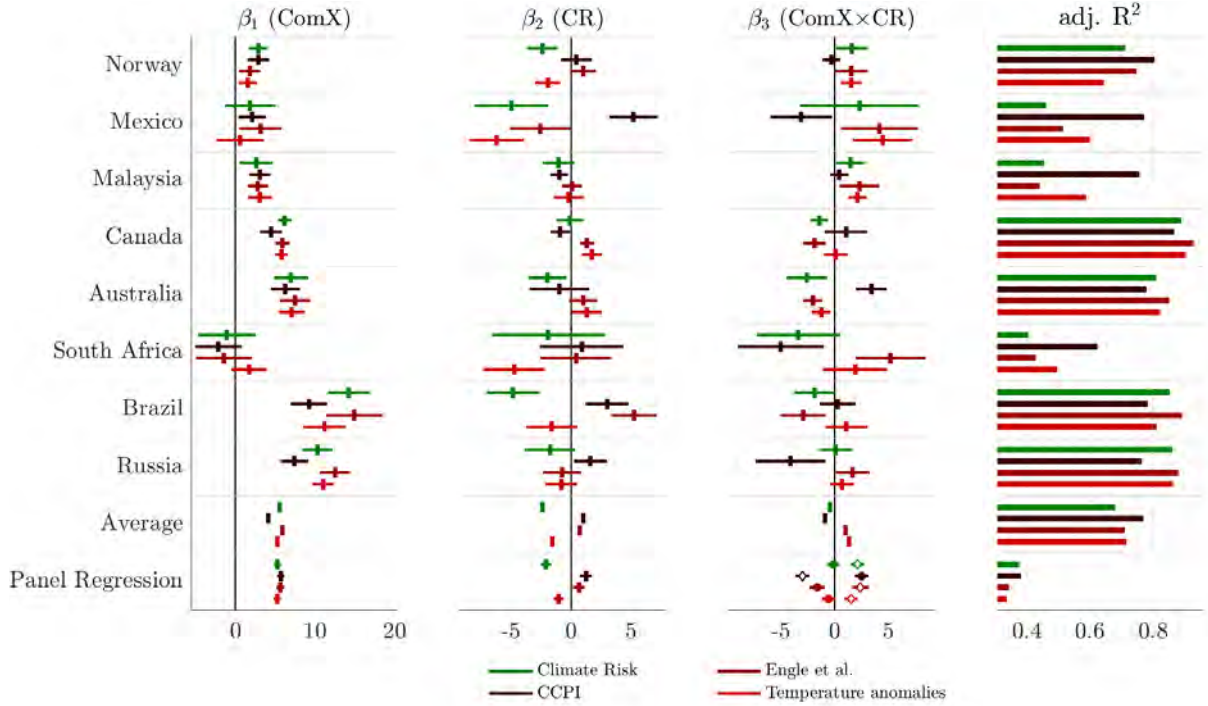 β₁ (ComX) β₂ (CR) β₃ (ComX×CR) adj. R²
Norway
Mexico
Malaysia
Canada
Australia
South Africa
Brazil
Russia
Average
Panel Regression
0 10 20 -5 0 5 -5 0 5 0.4 0.6 0.8
Climate Risk Engle et al.
CCPI Temperature anomalies